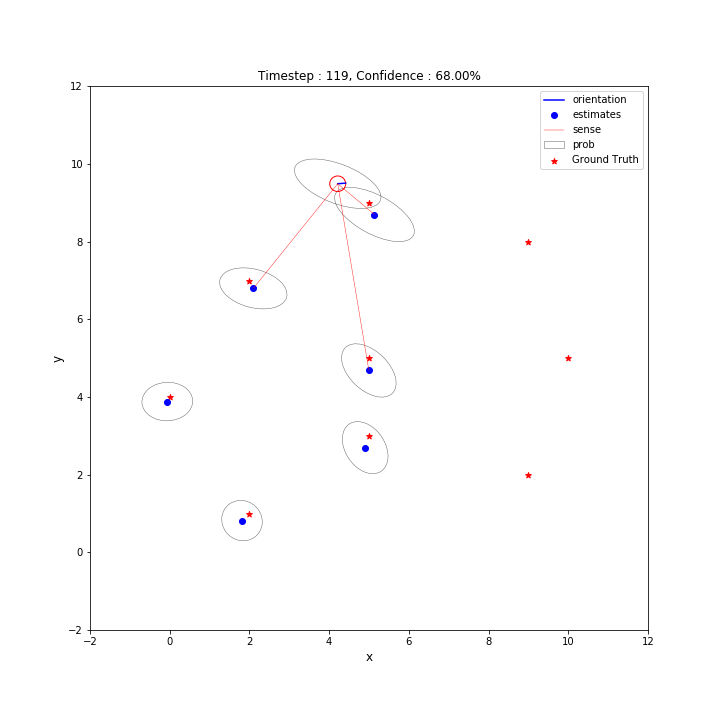 Timestep : 119, Confidence : 68.00%
orientation
estimates
sense
prob
Ground Truth
12
10
8
6
4
2
0
−2
y
−2 0 2 4 6 8 10 12
x